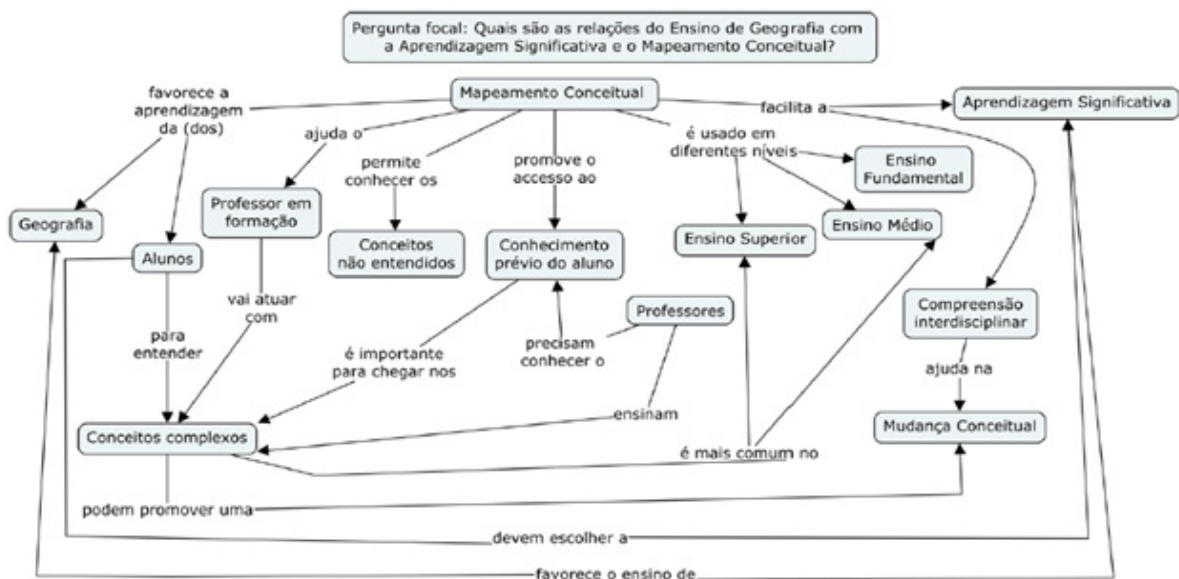 Pergunta focal: Quais são as relações do Ensino de Geografia com
a Aprendizagem Significativa e o Mapeamento Conceitual?
Mapeamento Conceitual
favorece a
aprendizagem
da (dos)
facilita a
Aprendizagem Significativa
ajuda o
permite
conhecer os
promove o
accesso ao
é usado em
diferentes níveis
Ensino
Fundamental
Geografia
Professor em
formação
Alunos
Conceitos
não entendidos
Conhecimento
prévio do aluno
Ensino Superior
Ensino Médio
vai atuar
com
para
entender
é importante
para chegar nos
precisam
conhecer o
Professores
Compreensão
interdisciplinar
ajuda na
ensinam
Conceitos complexos
é mais comum no
Mudança Conceitual
podem promover uma
devem escolher a
favorece o ensino de